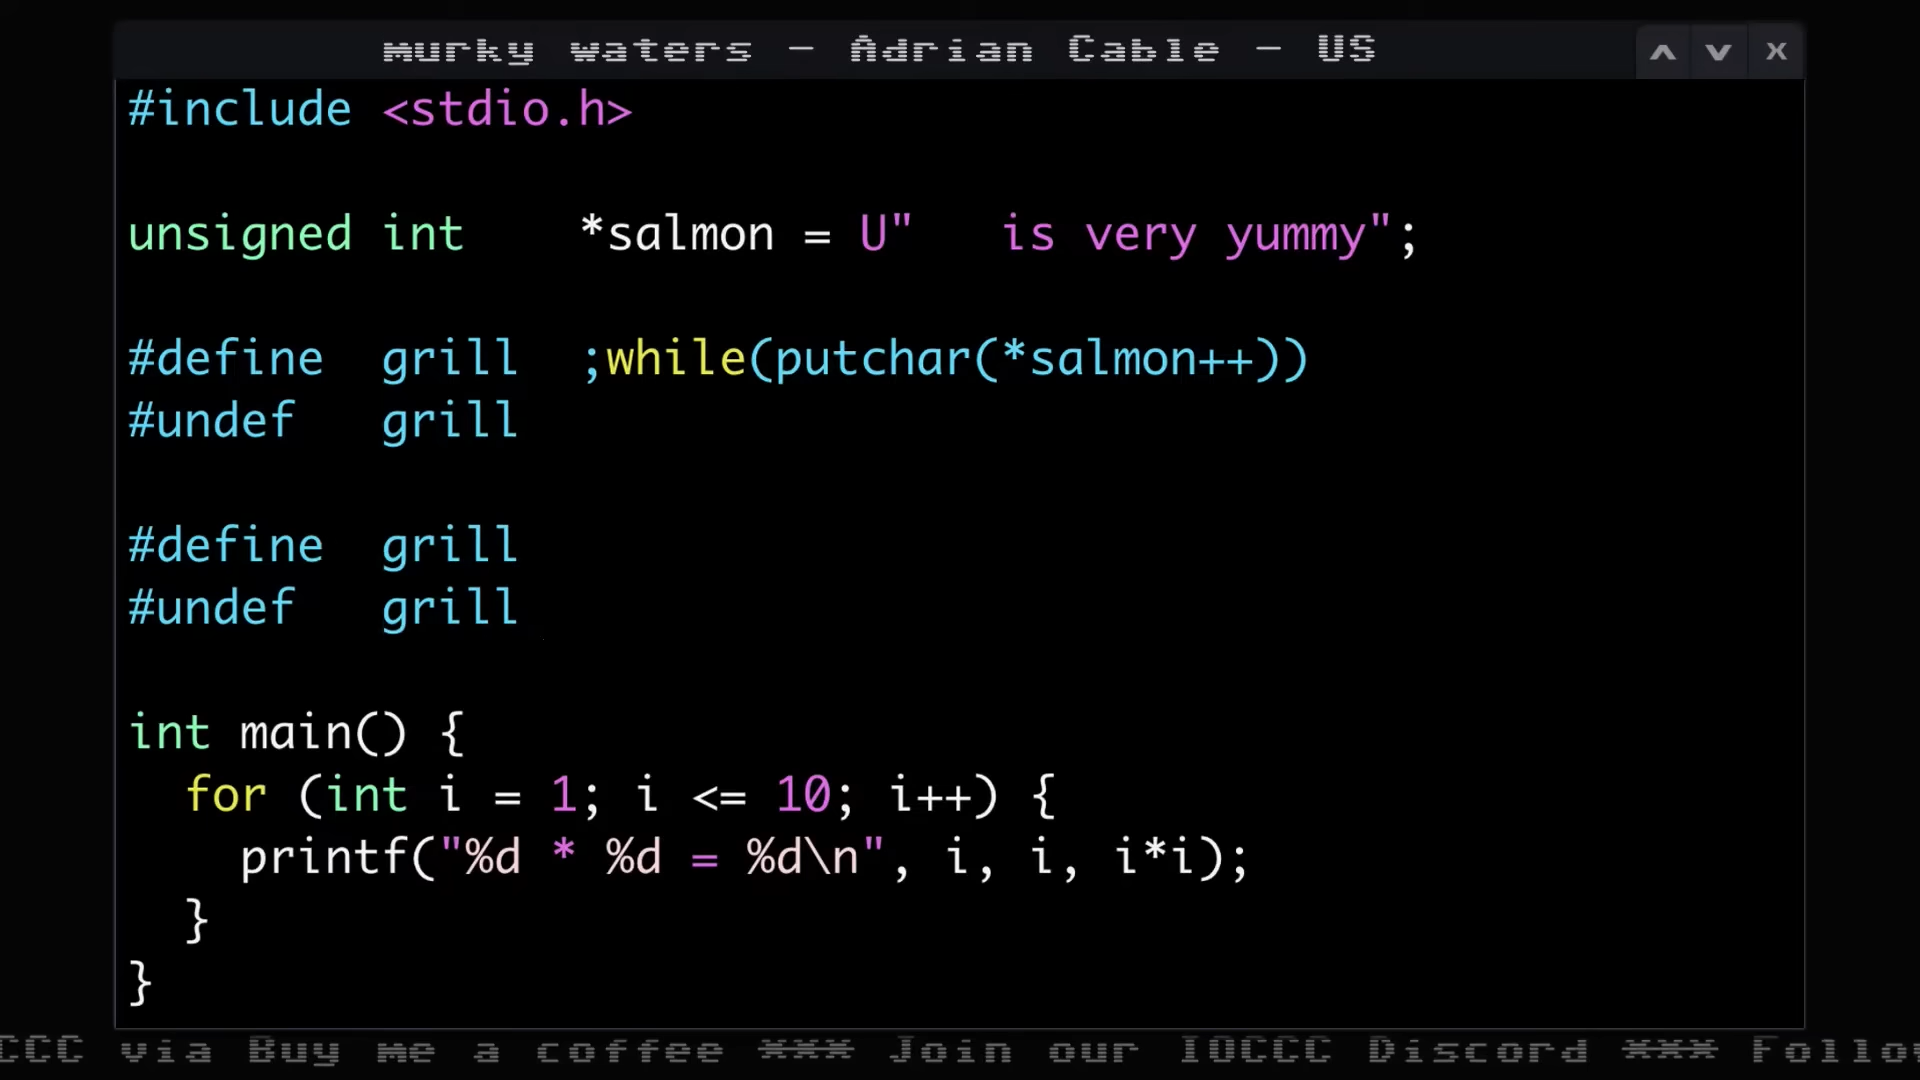 murky waters - Adrian Cable - US
#include <stdio.h>
unsigned int    *salmon = U"   is very yummy";
#define  grill  ;while(putchar(*salmon++))
#undef   grill
#define  grill
#undef   grill
int main() {
  for (int i = 1; i <= 10; i++) {
    printf("%d * %d = %d\n", i, i, i*i);
  }
}
CCC via Buy me a coffee *** Join our IOCCC Discord *** Follo